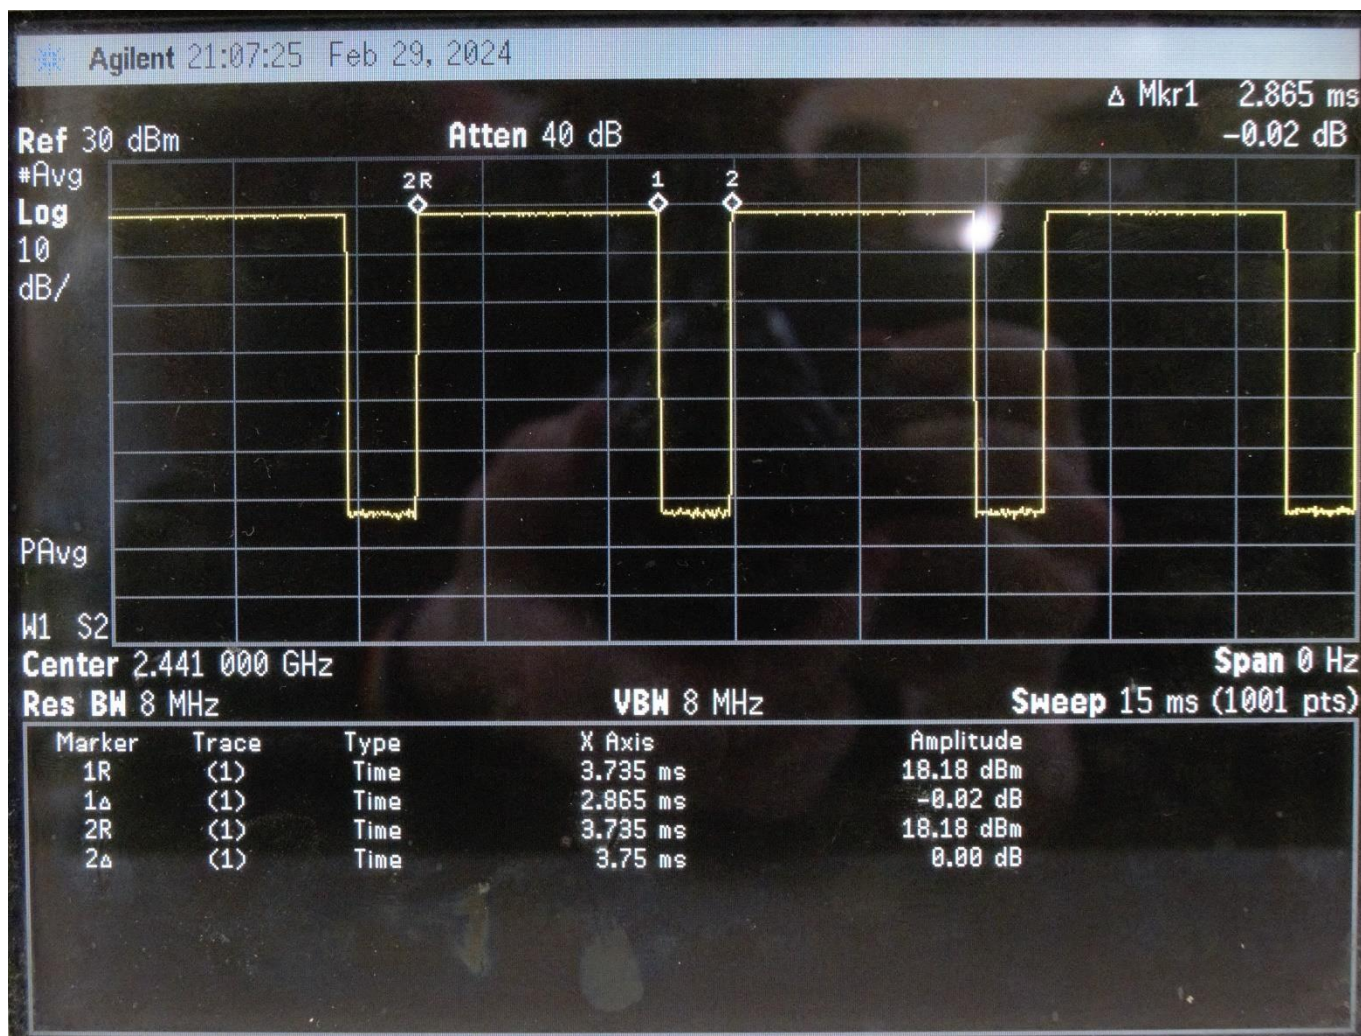 Agilent 21:07:25 Feb 29, 2024
Δ Mkr1 2.865 ms
Ref 30 dBm Atten 40 dB -0.02 dB
#Avg
Log
10
dB/
2R 1 2
PAvg
W1 S2
Center 2.441 000 GHz Span 0 Hz
Res BW 8 MHz VBW 8 MHz Sweep 15 ms (1001 pts)
Marker Trace Type X Axis Amplitude
1R (1) Time 3.735 ms 18.18 dBm
1Δ (1) Time 2.865 ms -0.02 dB
2R (1) Time 3.735 ms 18.18 dBm
2Δ (1) Time 3.75 ms 0.00 dB